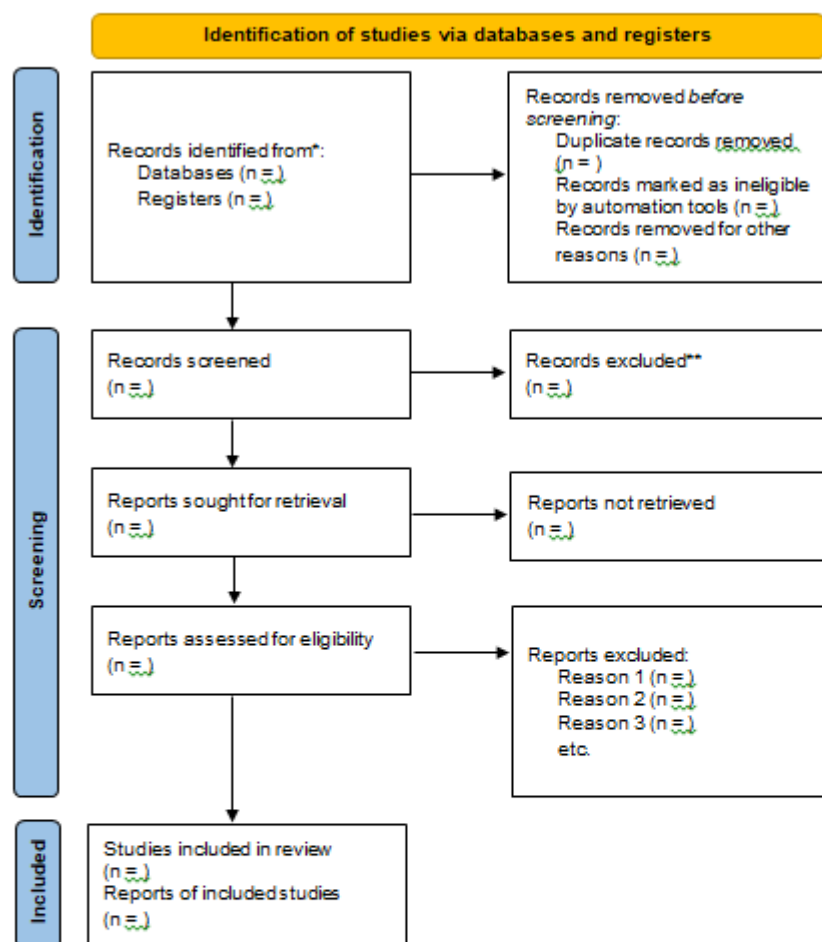 Identification of studies via databases and registers
Identification
Records identified from*:
Databases (n = )
Registers (n = )
Records removed before
screening:
Duplicate records removed
(n = )
Records marked as ineligible
by automation tools (n = )
Records removed for other
reasons (n = )
Screening
Records screened
(n = )
Records excluded**
(n = )
Reports sought for retrieval
(n = )
Reports not retrieved
(n = )
Reports assessed for eligibility
(n = )
Reports excluded:
Reason 1 (n = )
Reason 2 (n = )
Reason 3 (n = )
etc.
Included
Studies included in review
(n = )
Reports of included studies
(n = )